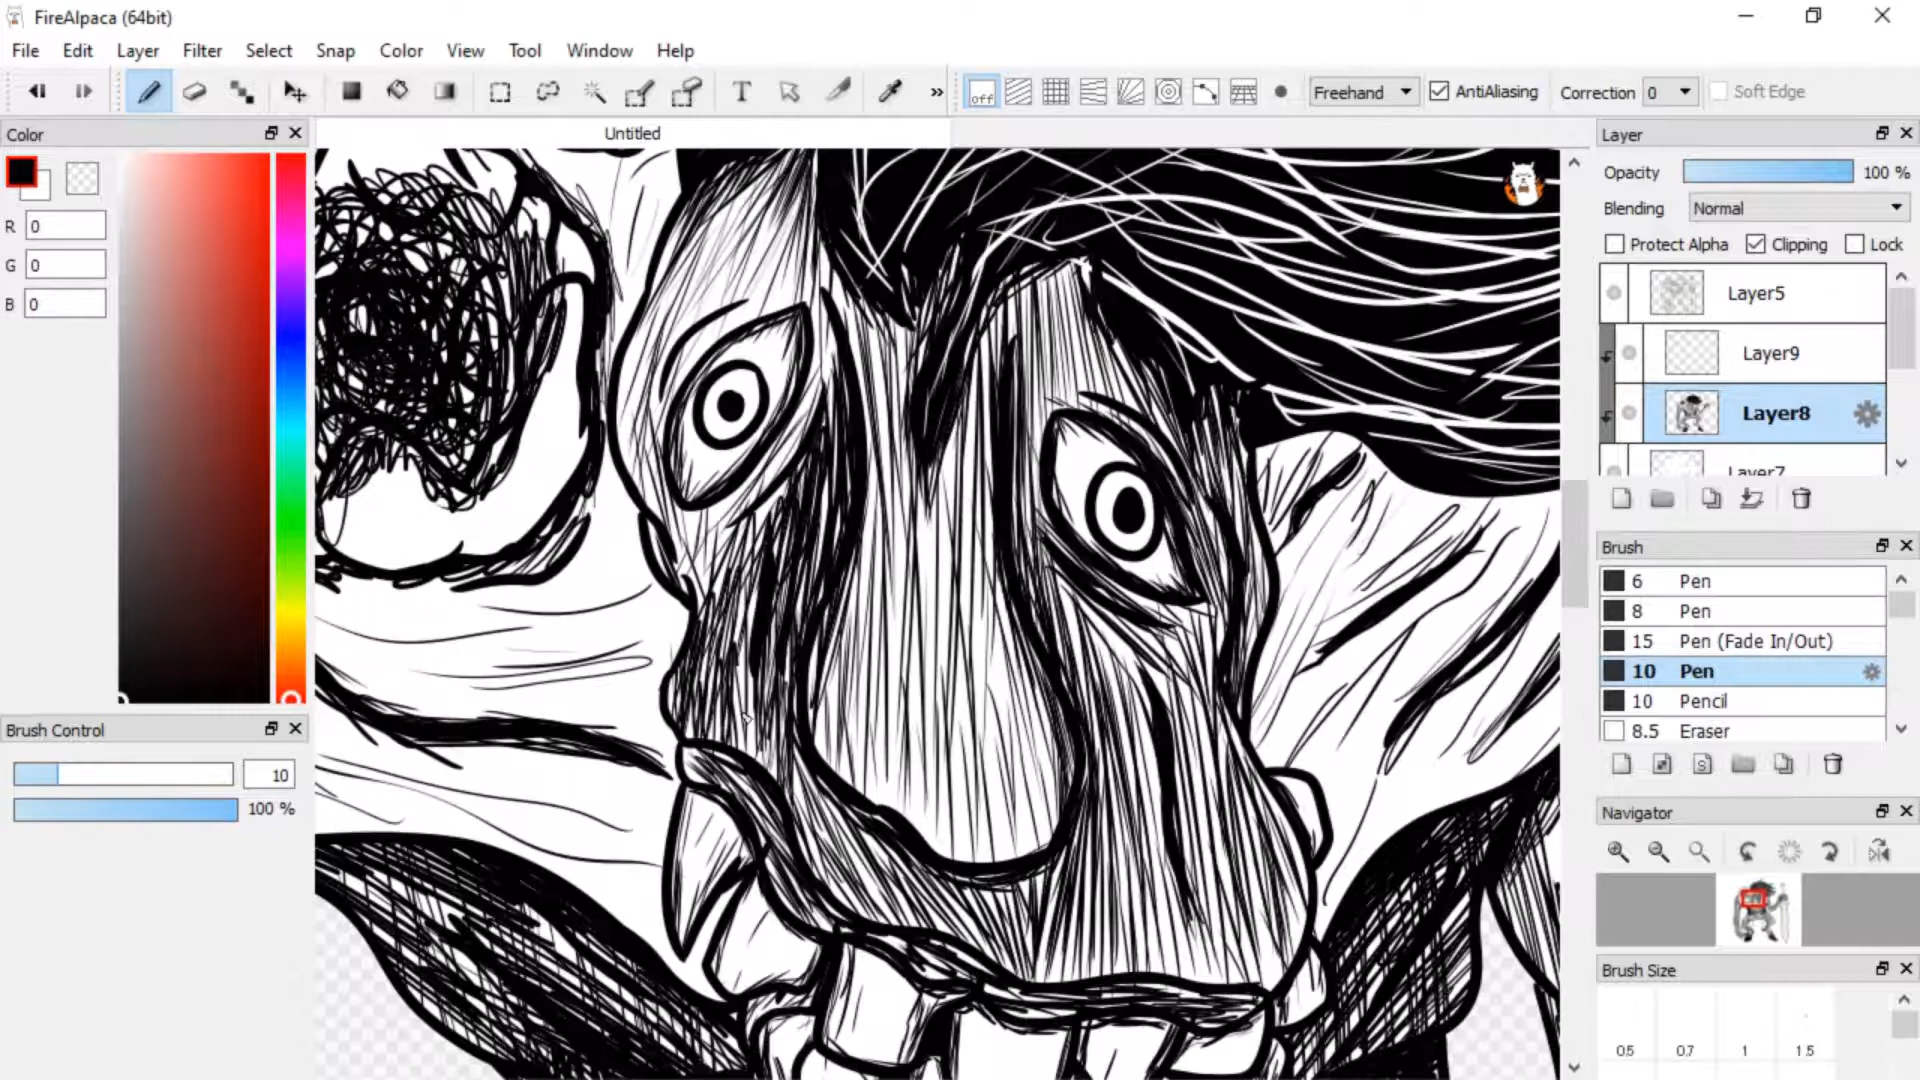 FireAlpaca (64bit)
File Edit Layer Filter Select Snap Color View Tool Window Help
T off Freehand AntiAliasing Correction 0 Soft Edge
Color
Untitled
Layer
R 0
G 0
B 0
Opacity 100 %
Blending Normal
Protect Alpha Clipping Lock
Layer5
Layer9
Layer8
Layer7
Brush
6 Pen
8 Pen
15 Pen (Fade In/Out)
10 Pen
10 Pencil
8.5 Eraser
S
Brush Control
10
100 %
Navigator
Brush Size
0.5 0.7 1 1.5